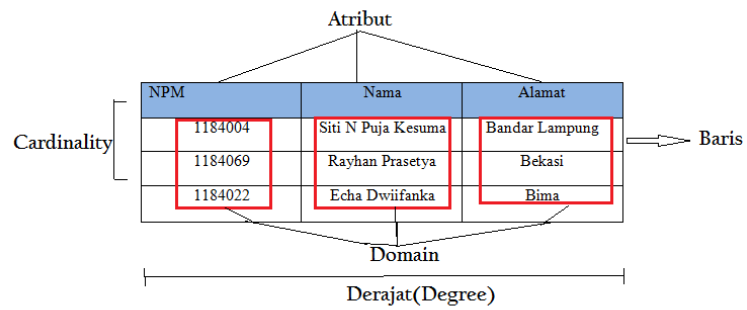 Atribut
NPM Nama Alamat
1184004 Siti N Puja Kesuma Bandar Lampung
Cardinality Baris
1184069 Rayhan Prasetya Bekasi
1184022 Echa Dwiifanka Bima
Domain
Derajat(Degree)